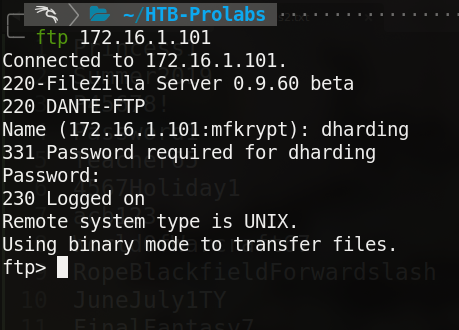 ~/HTB-Prolabs
ftp 172.16.1.101
Connected to 172.16.1.101.
220-FileZilla Server 0.9.60 beta
220 DANTE-FTP
Name (172.16.1.101:mfkrypt): dharding
331 Password required for dharding
Password:
230 Logged on
Remote system type is UNIX.
Using binary mode to transfer files.
ftp>
RopeBlackfieldForwardslash
10 JuneJuly1TY
11 FinalFantasy7